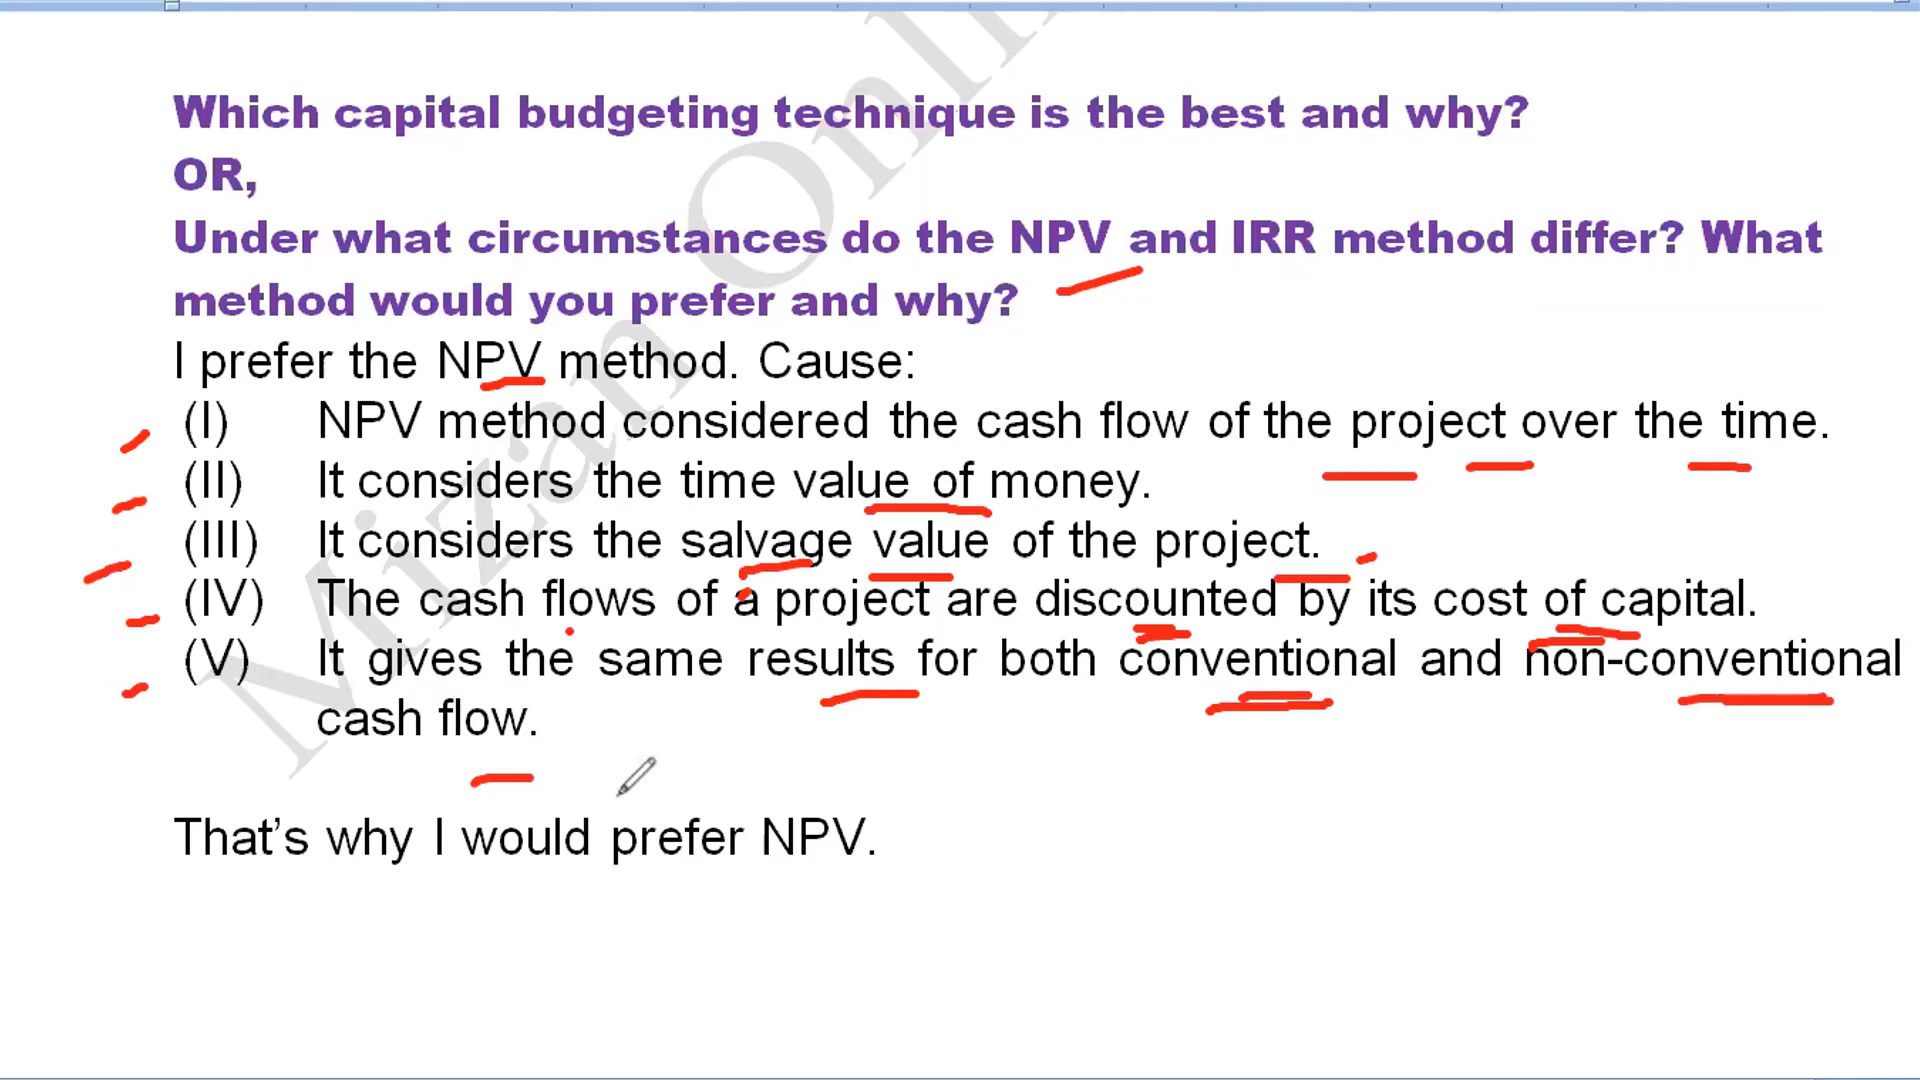 Which capital budgeting technique is the best and why?
OR,
Under what circumstances do the NPV and IRR method differ? What
method would you prefer and why?
I prefer the NPV method. Cause:
(I) NPV method considered the cash flow of the project over the time.
(II) It considers the time value of money.
(III) It considers the salvage value of the project.
(IV) The cash flows of a project are discounted by its cost of capital.
(V) It gives the same results for both conventional and non-conventional
cash flow.
That’s why I would prefer NPV.
Mizan Onli